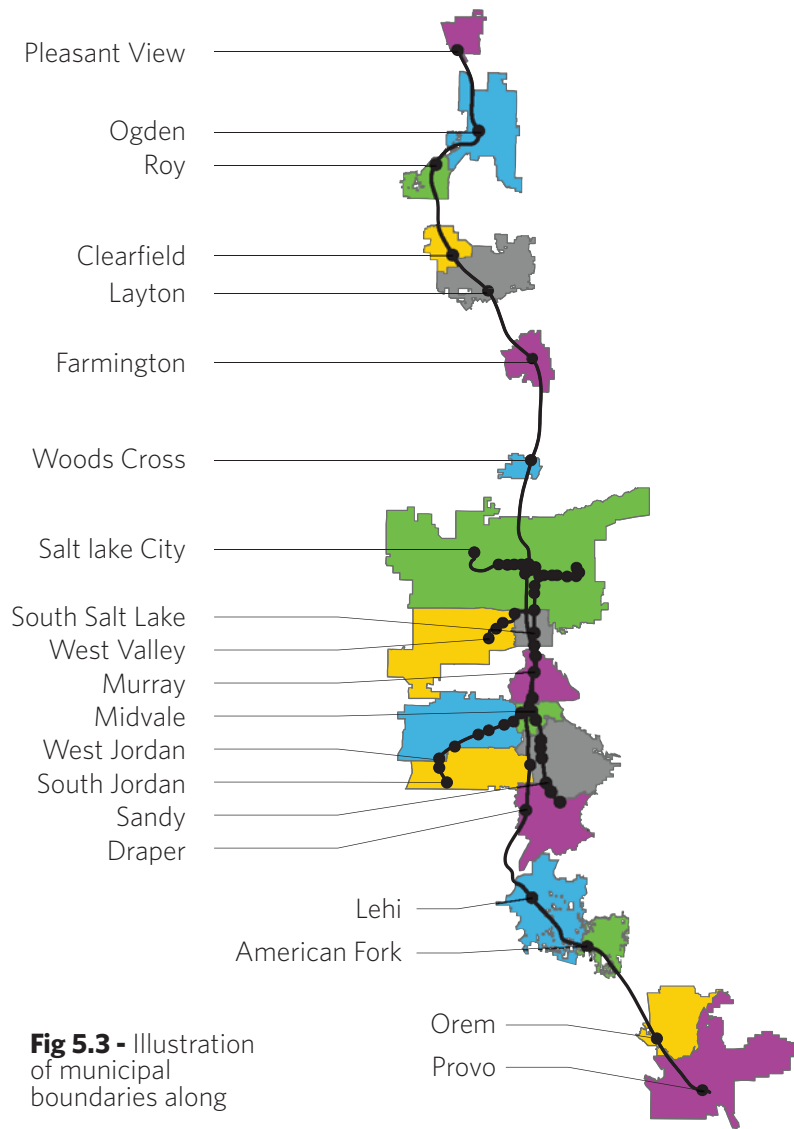 Pleasant View
Ogden
Roy
Clearfield
Layton
Farmington
Woods Cross
Salt lake City
South Salt Lake
West Valley
Murray
Midvale
West Jordan
South Jordan
Sandy
Draper
Lehi
American Fork
Orem
Provo
Fig 5.3 - Illustration
of municipal
boundaries along